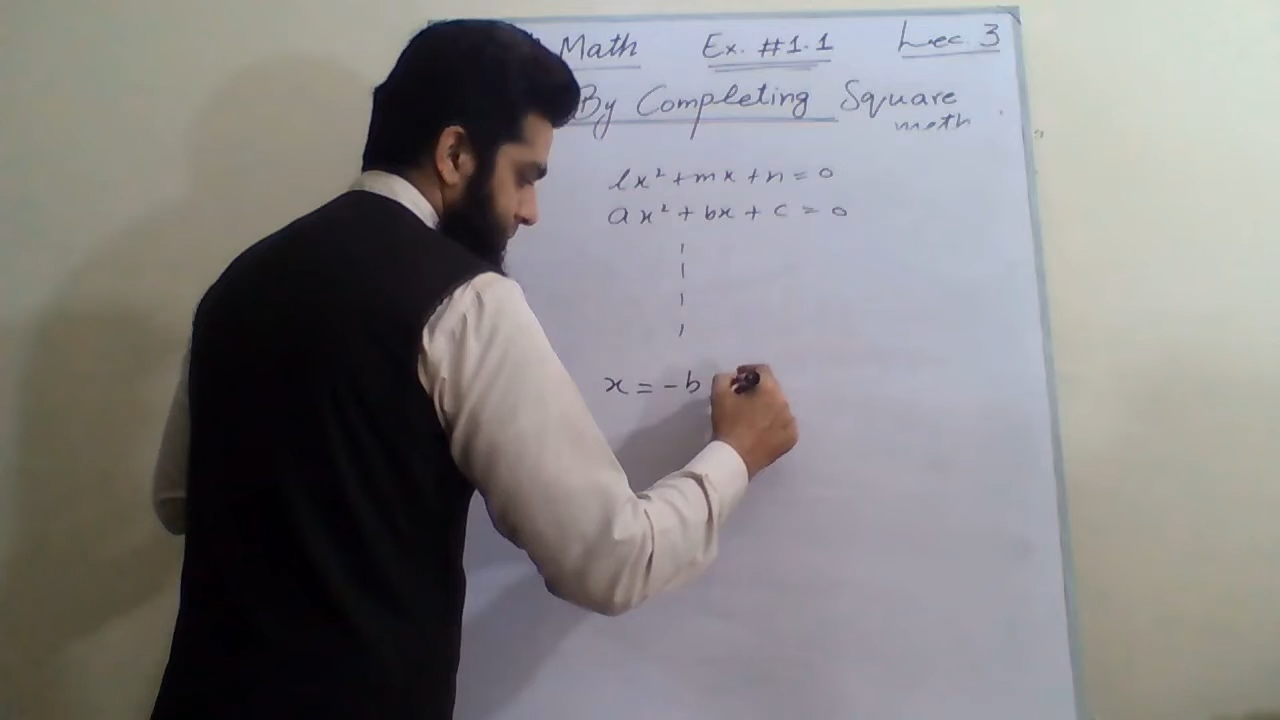 Math Ex. #1.1 Lec. 3
By Completing Square
meth
lx² + mx + n = 0
ax² + bx + c = 0
x = -b